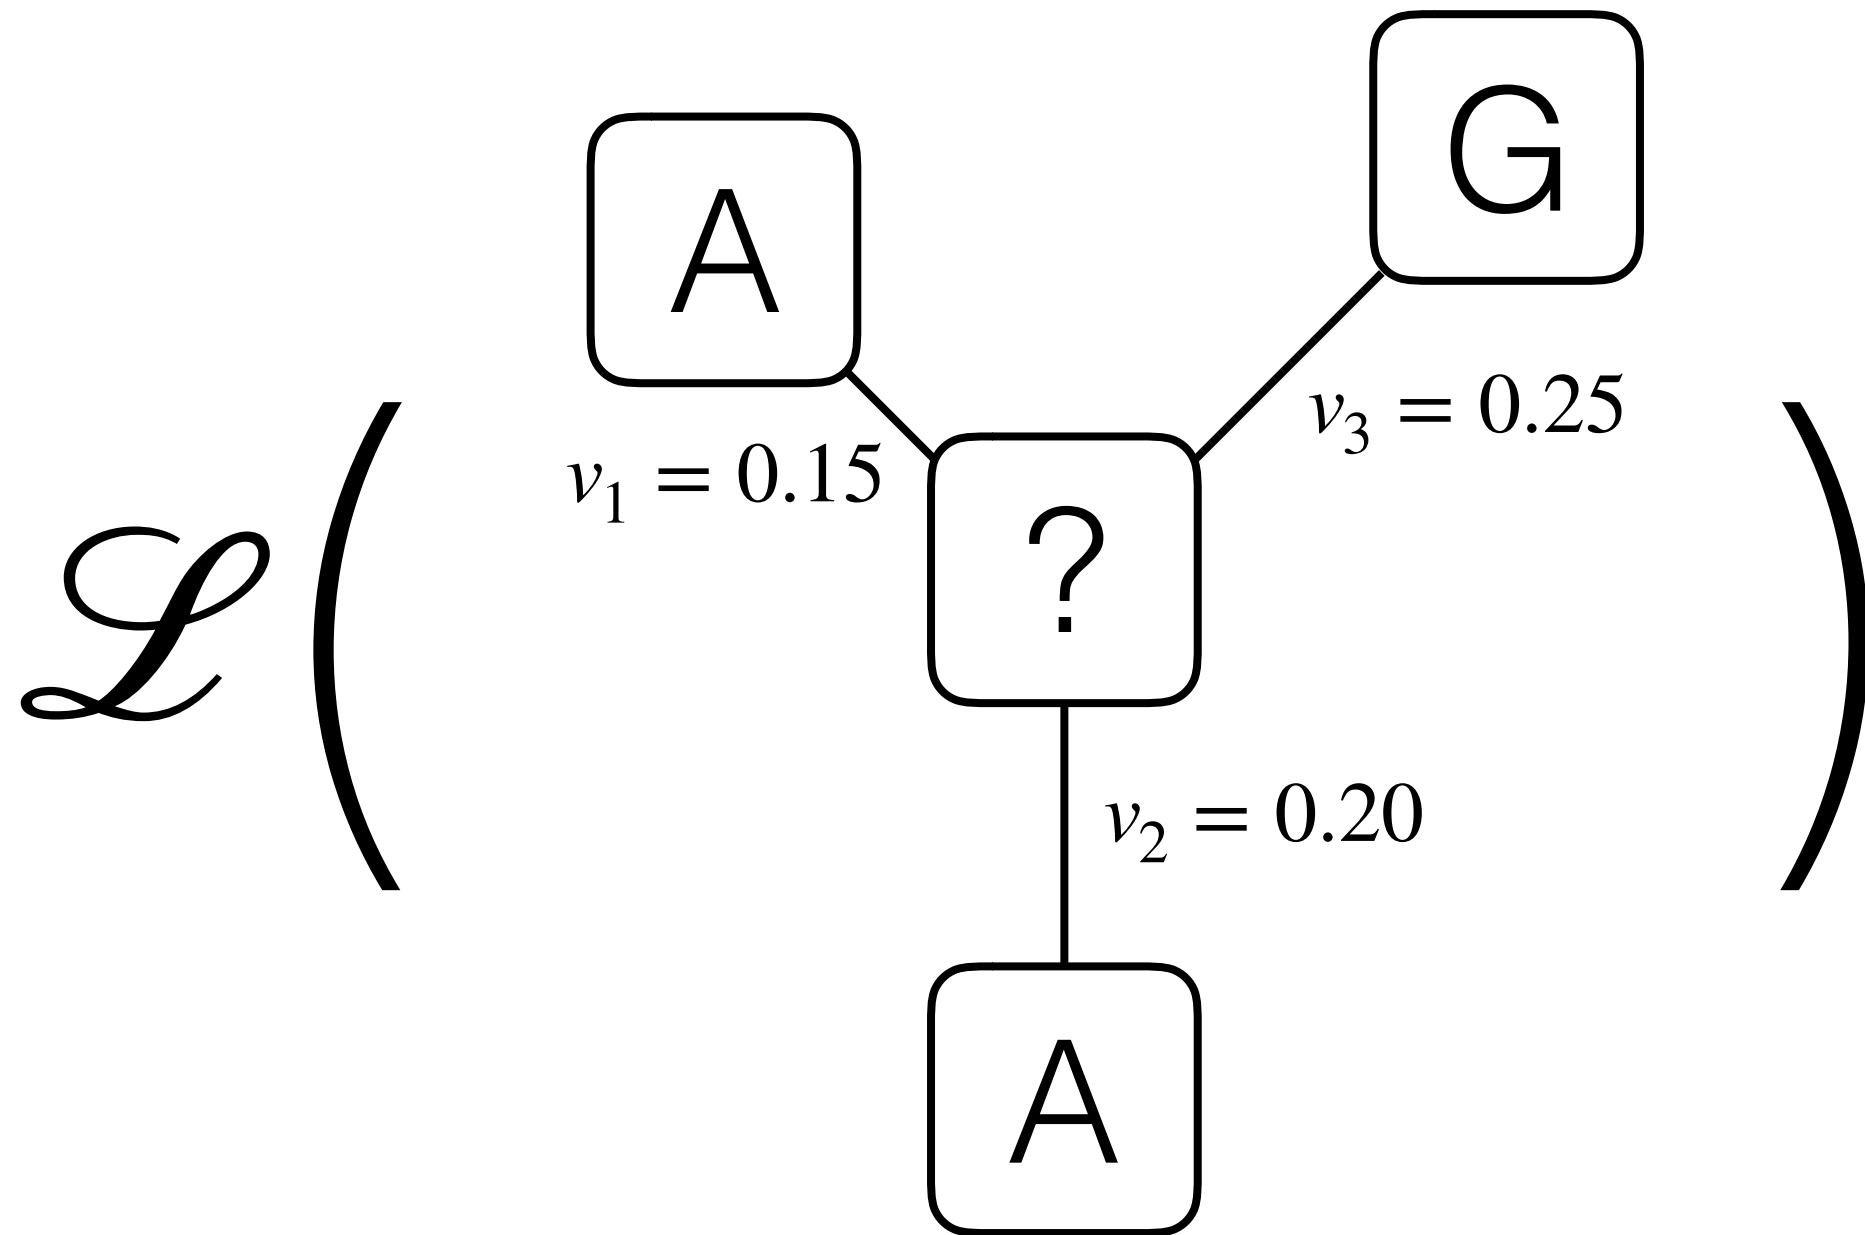 G
A
v₃ = 0.25
v₁ = 0.15
ℒ ( ? )
v₂ = 0.20
A